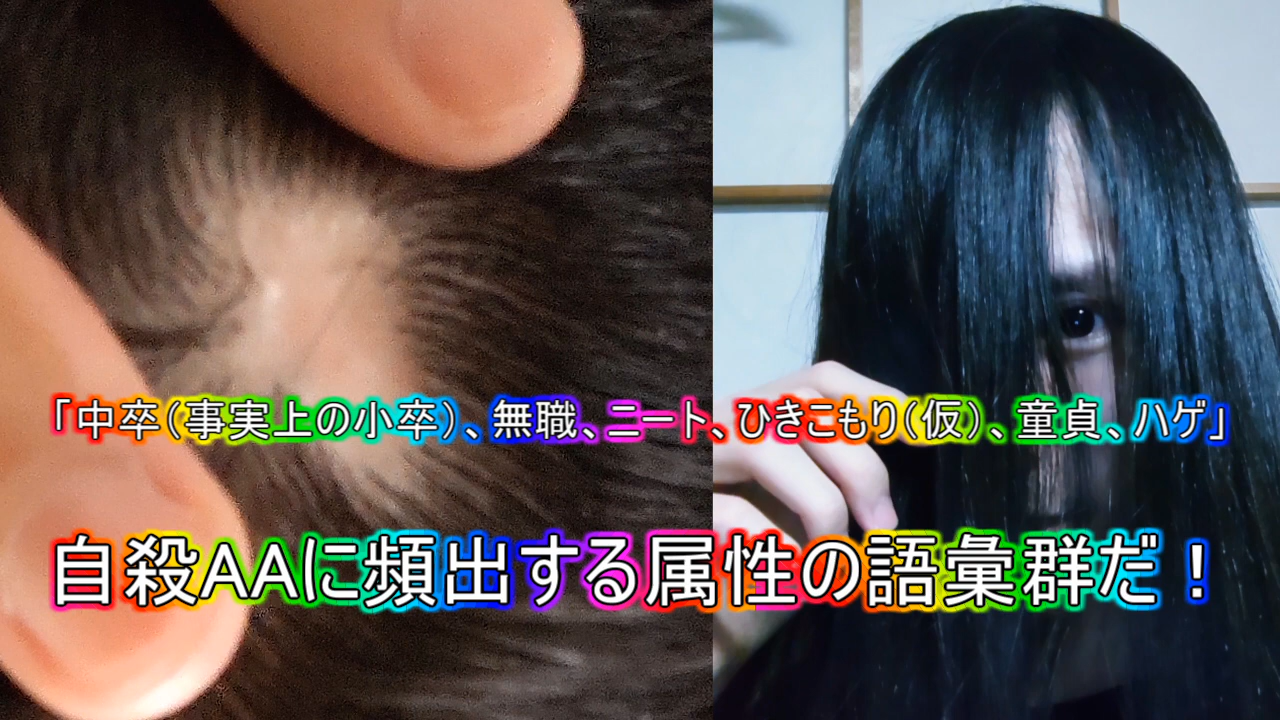 「中卒（事実上の小卒）、無職、ニート、ひきこもり（仮）、童貞、ハゲ」
自殺AAに頻出する属性の語彙群だ！